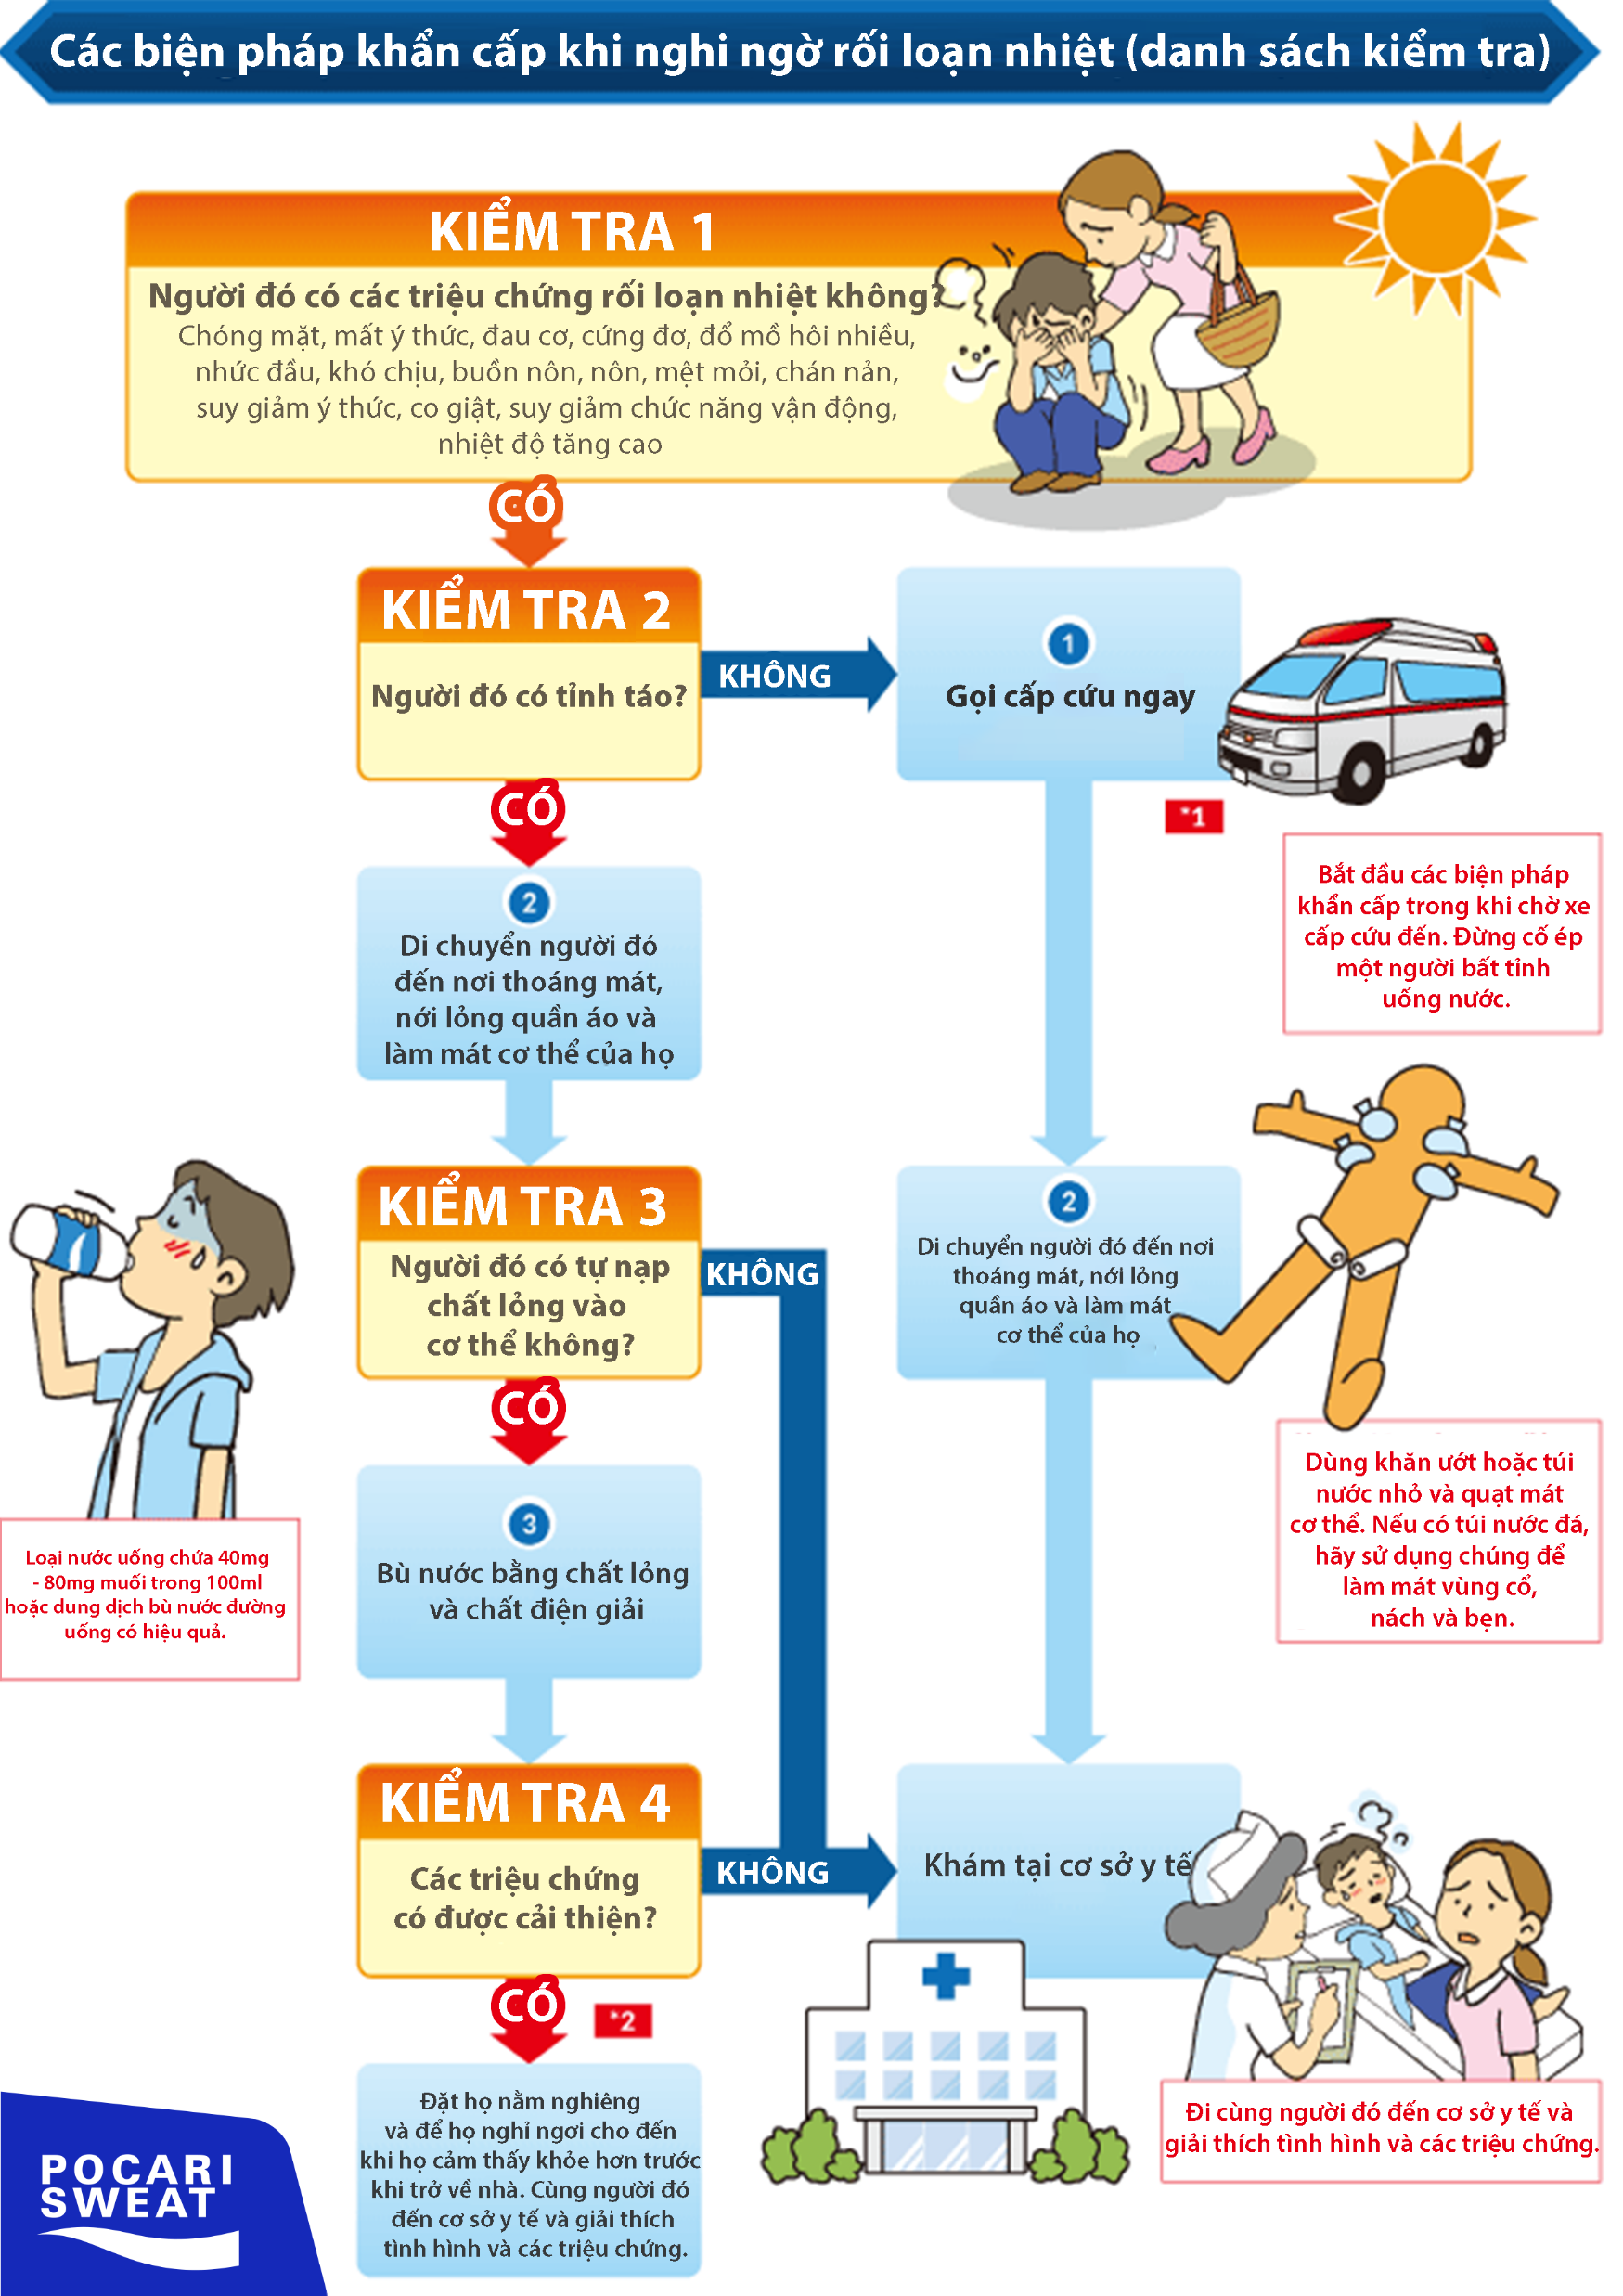 Các biện pháp khẩn cấp khi nghi ngờ rối loạn nhiệt (danh sách kiểm tra)
KIỂM TRA 1
Người đó có các triệu chứng rối loạn nhiệt không?
Chóng mặt, mất ý thức, đau cơ, cứng đơ, đổ mồ hôi nhiều,
nhức đầu, khó chịu, buồn nôn, nôn, mệt mỏi, chán nản,
suy giảm ý thức, co giật, suy giảm chức năng vận động,
nhiệt độ tăng cao
CÓ
KIỂM TRA 2
Người đó có tỉnh táo?
KHÔNG
1
Gọi cấp cứu ngay
*1
Bắt đầu các biện pháp
khẩn cấp trong khi chờ xe
cấp cứu đến. Đừng cố ép
một người bất tỉnh
uống nước.
CÓ
2
Di chuyển người đó
đến nơi thoáng mát,
nới lỏng quần áo và
làm mát cơ thể của họ
KIỂM TRA 3
Người đó có tự nạp
chất lỏng vào
cơ thể không?
KHÔNG
2
Di chuyển người đó đến nơi
thoáng mát, nới lỏng
quần áo và làm mát
cơ thể của họ
Dùng khăn ướt hoặc túi
nước nhỏ và quạt mát
cơ thể. Nếu có túi nước đá,
hãy sử dụng chúng để
làm mát vùng cổ,
nách và bẹn.
CÓ
Loại nước uống chứa 40mg
- 80mg muối trong 100ml
hoặc dung dịch bù nước đường
uống có hiệu quả.
3
Bù nước bằng chất lỏng
và chất điện giải
KIỂM TRA 4
Các triệu chứng
có được cải thiện?
KHÔNG
Khám tại cơ sở y tế
Đi cùng người đó đến cơ sở y tế và
giải thích tình hình và các triệu chứng.
CÓ
*2
Đặt họ nằm nghiêng
và để họ nghỉ ngơi cho đến
khi họ cảm thấy khỏe hơn trước
khi trở về nhà. Cùng người đó
đến cơ sở y tế và giải thích
tình hình và các triệu chứng.
POCARI
SWEAT